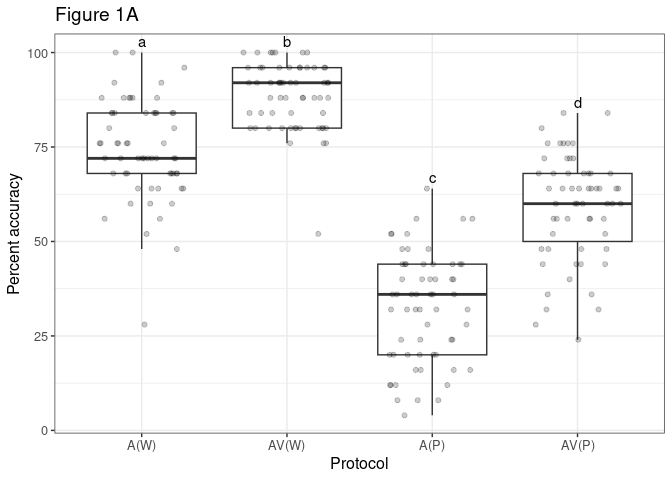 Figure 1A
a
b
c
d
100
75
50
25
0
Percent accuracy
A(W) AV(W) A(P) AV(P)
Protocol